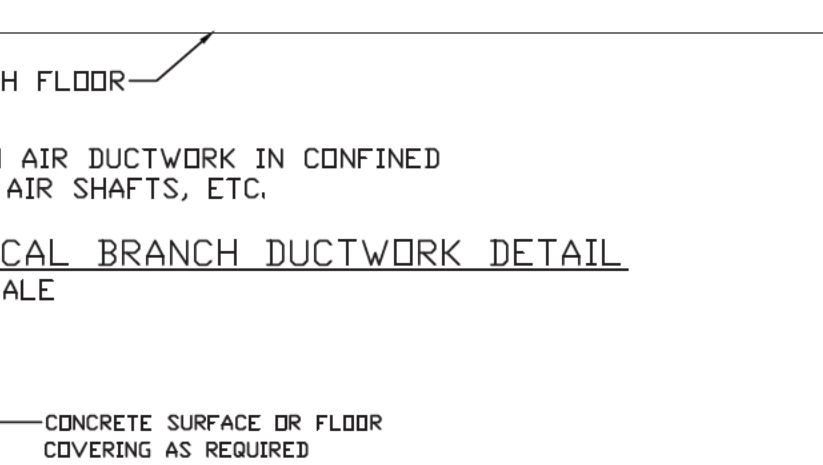 H FLOOR
AIR DUCTWORK IN CONFINED
AIR SHAFTS, ETC.
CAL BRANCH DUCTWORK DETAIL
ALE
CONCRETE SURFACE OR FLOOR
COVERING AS REQUIRED